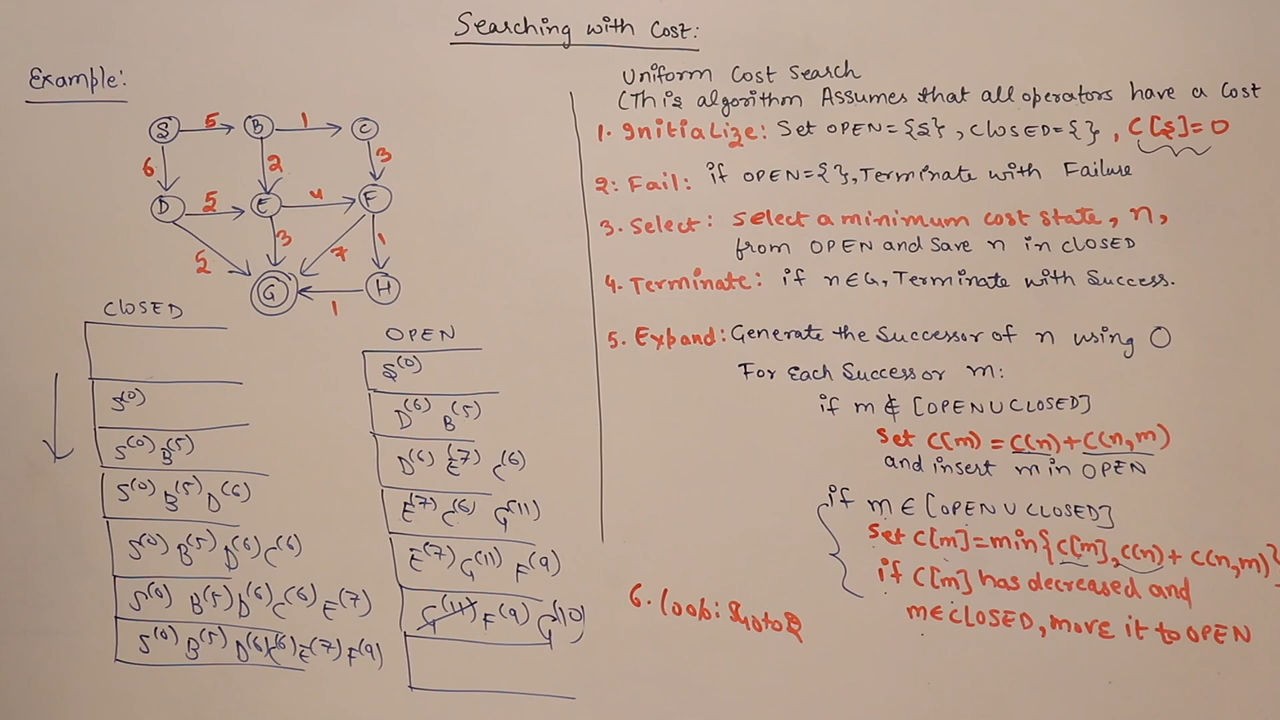 Searching with Cost:
Example:
S 5 B 1 C
6 2 3
D 5 E 4 F
5 3 7 1
G 1 H
CLOSED
S(0)
S(0) B(5)
S(0) B(5) D(6)
S(0) B(5) D(6) C(6)
S(0) B(5) D(6) C(6) E(7)
S(0) B(5) D(6) C(6) E(7) F(9)
OPEN
S(0)
D(6) B(5)
D(6) E(7) C(6)
E(7) C(6) G(11)
E(7) G(11) F(9)
G(11) F(9) G(10)
Uniform Cost Search
(This algorithm Assumes that all operators have a Cost
1. Initialize: Set OPEN={S}, CLOSED={}, C[S]=0
2: Fail: if OPEN={}, Terminate with Failure
3. Select: Select a minimum cost state, n,
from OPEN and Save n in CLOSED
4. Terminate: if n∈G, Terminate with Success.
5. Expand: Generate the Successor of n using O
For Each Successor m:
if m ∉ [OPEN∪CLOSED]
Set C(m) = C(n)+C(n,m)
and insert m in OPEN
if m ∈ [OPEN ∪ CLOSED]
Set C[m]=min{C[m], C(n)+ C(n,m)}
if C[m] has decreased and
m∈CLOSED, move it to OPEN
6. loop: Goto 2